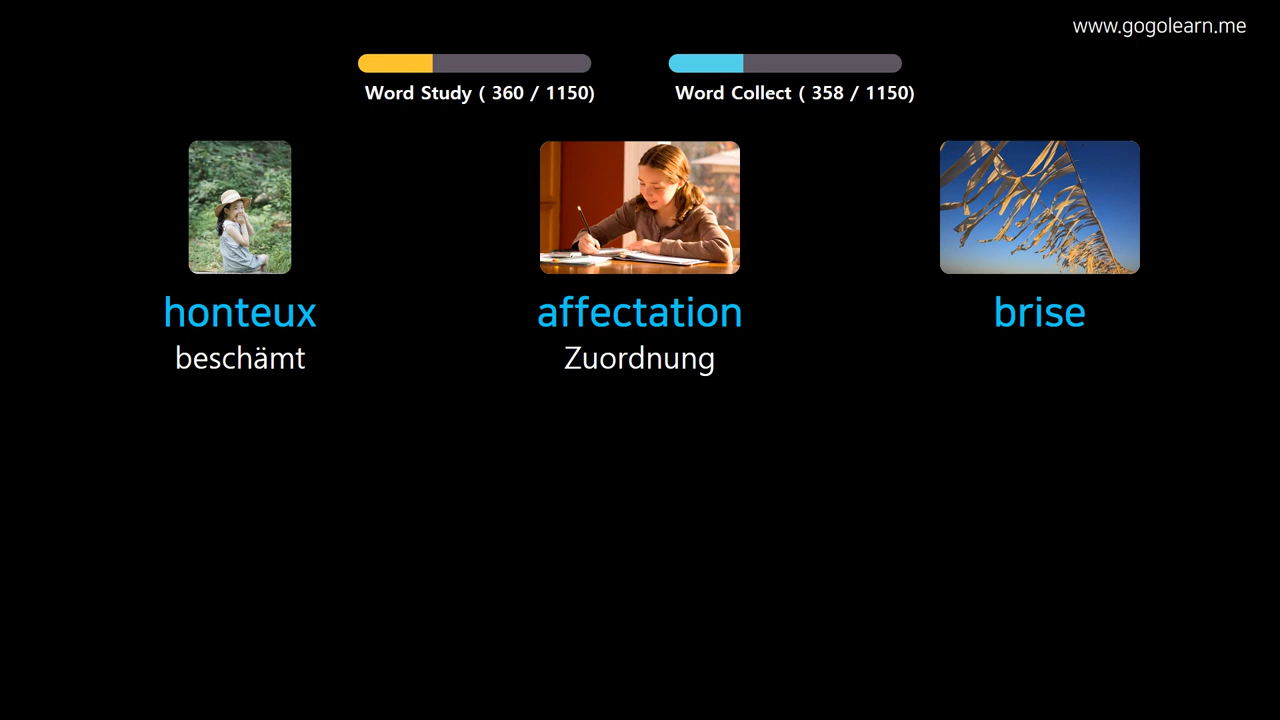 www.gogolearn.me
Word Study ( 360 / 1150)
Word Collect ( 358 / 1150)
honteux
beschämt
affectation
Zuordnung
brise